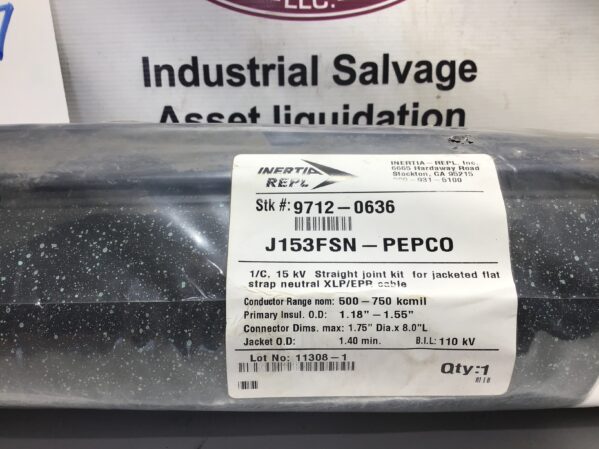 LLC.
Industrial Salvage
Asset liquidation
INERTIA
REPL
INERTIA - REPL, Inc.
6665 Hardaway Road
Stockton, CA 95215
-931-5100
Stk #: 9712-0636
J153FSN - PEPCO
1/C, 15 kV Straight joint kit for jacketed flat
strap neutral XLP/EPR cable
Conductor Range nom: 500 - 750 kcmil
Primary Insul. O.D: 1.18" - 1.55"
Connector Dims. max: 1.75" Dia.x 8.0"L
Jacket O.D: 1.40 min. B.I.L: 110 kV
Lot No: 11308-1
Qty:1